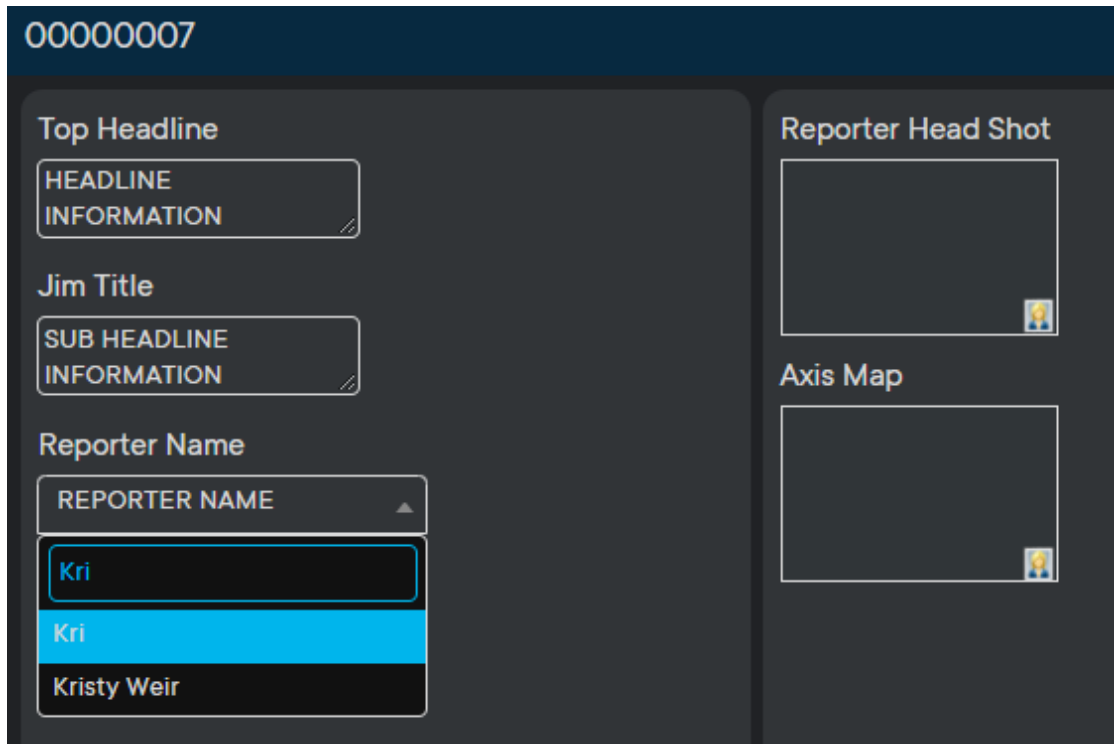 00000007
Top Headline
HEADLINE
INFORMATION
Jim Title
SUB HEADLINE
INFORMATION
Reporter Name
REPORTER NAME
Kri
Kri
Kristy Weir
Reporter Head Shot
Axis Map